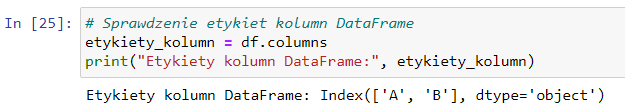 In [25]: # Sprawdzenie etykiet kolumn DataFrame
etykiety_kolumn = df.columns
print("Etykiety kolumn DataFrame:", etykiety_kolumn)
Etykiety kolumn DataFrame: Index(['A', 'B'], dtype='object')